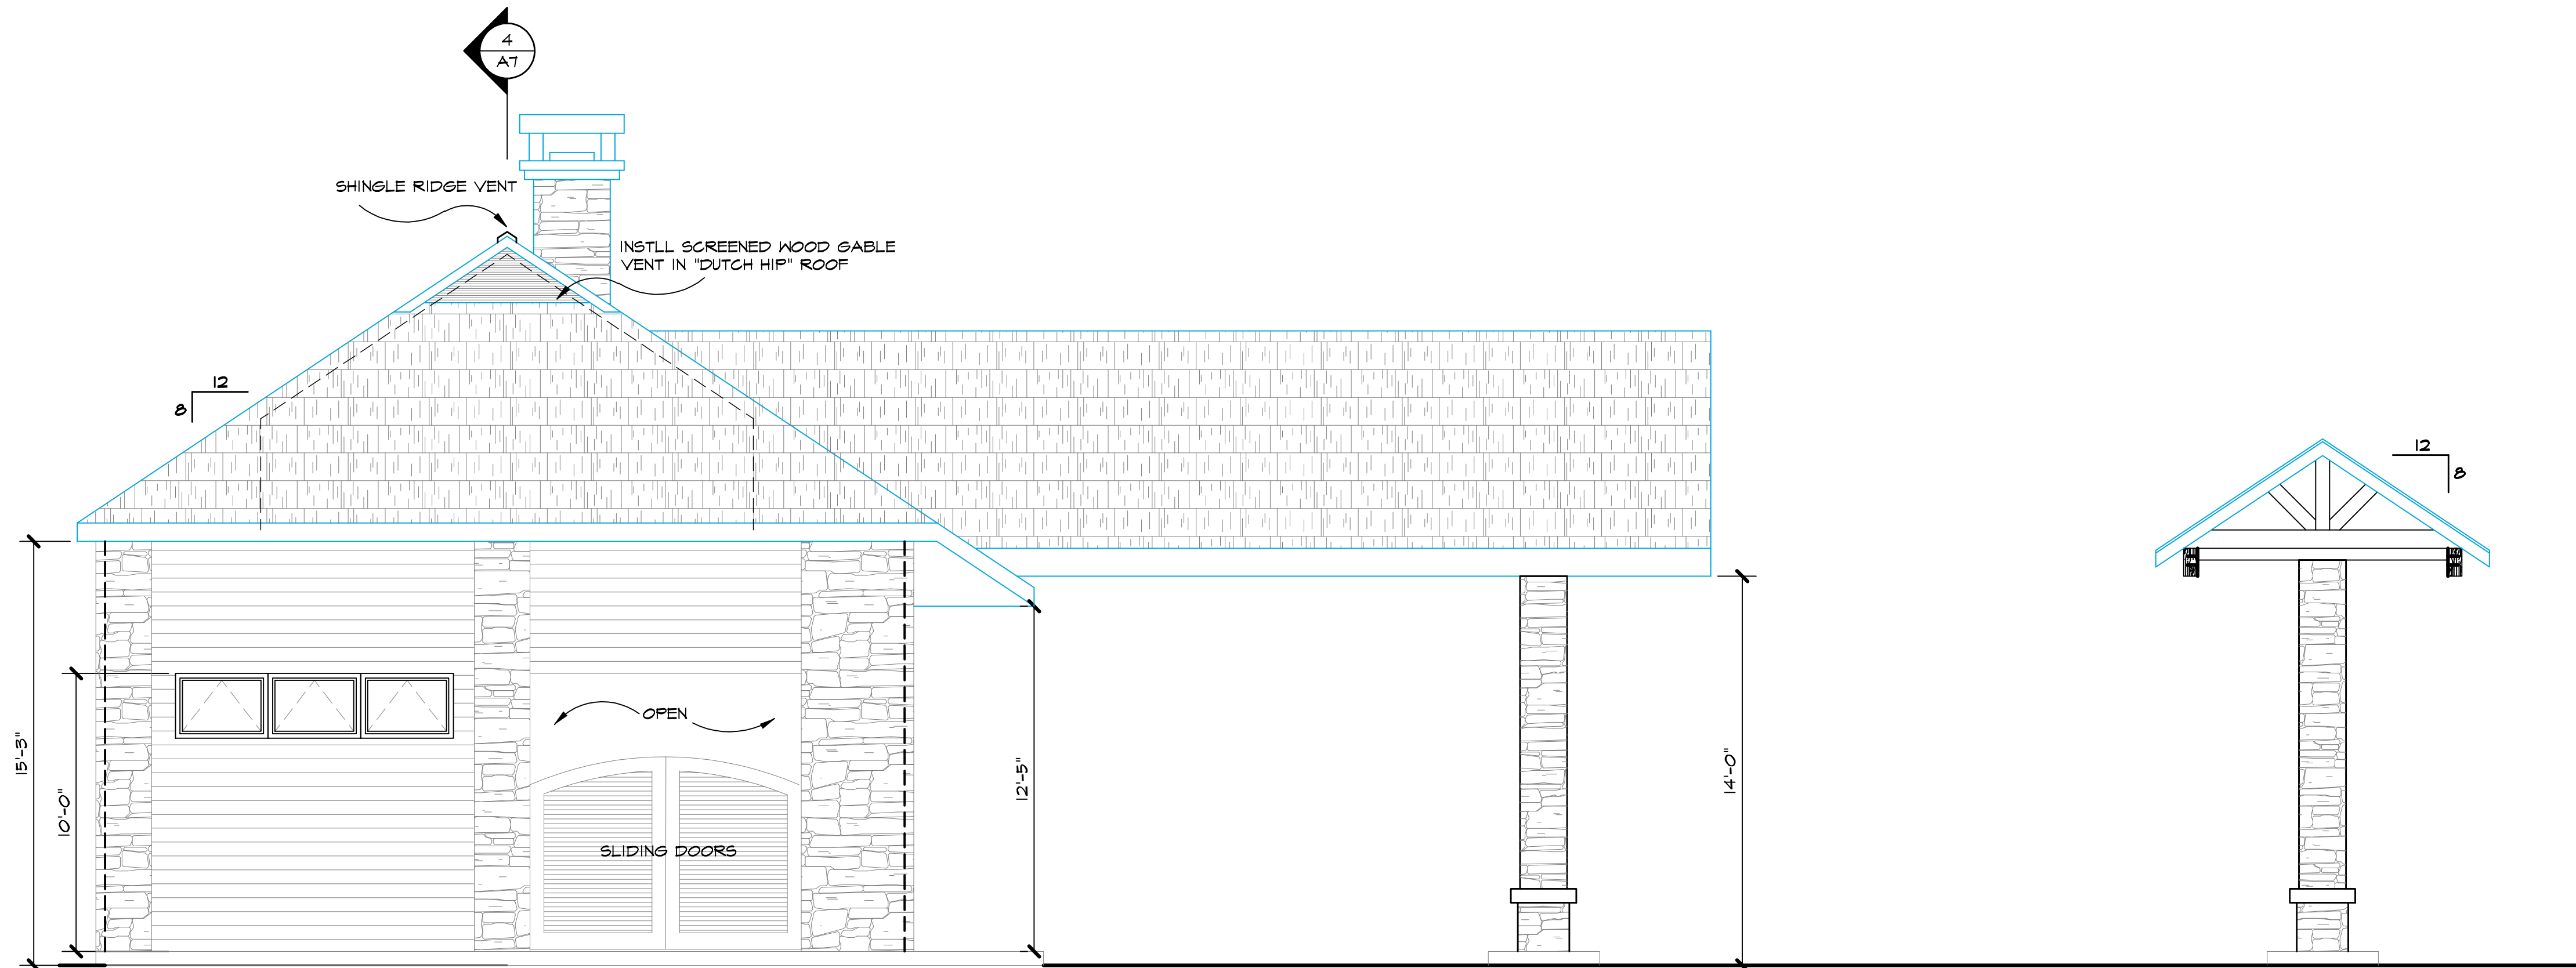 4
A7
SHINGLE RIDGE VENT
INSTLL SCREENED WOOD GABLE
VENT IN "DUTCH HIP" ROOF
12
8
12
8
OPEN
15'-3"
10'-0"
12'-5"
14'-0"
SLIDING DOORS